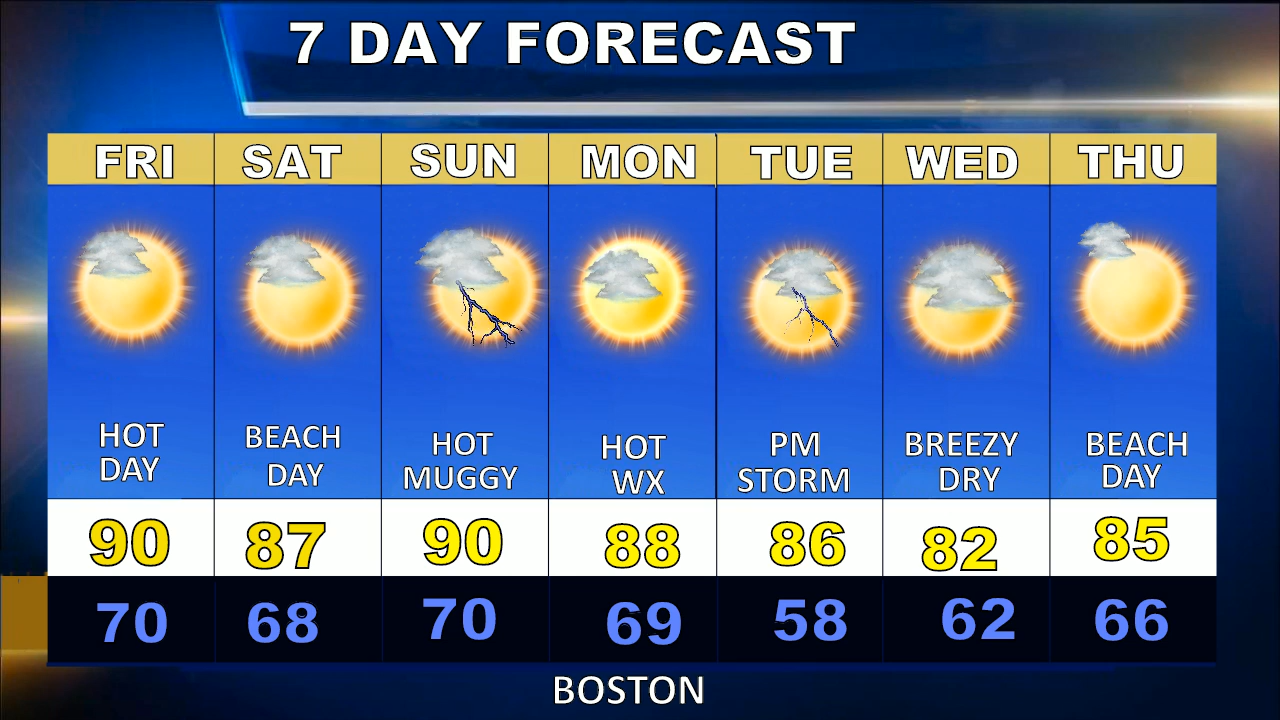 7 DAY FORECAST
FRI SAT SUN MON TUE WED THU
HOT BEACH HOT HOT PM BREEZY BEACH
DAY DAY MUGGY WX STORM DRY DAY
90 87 90 88 86 82 85
70 68 70 69 58 62 66
BOSTON